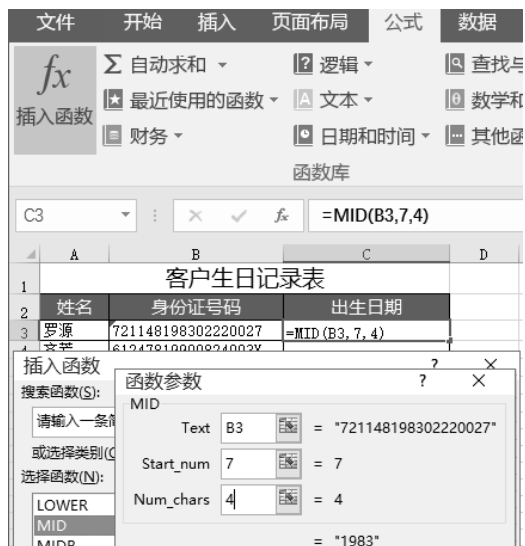 文件 开始 插入 页面布局 公式 数据
fx 插入函数
Σ 自动求和 逻辑 查找与
最近使用的函数 文本 数学和
财务 日期和时间 其他函
函数库
C3 fx =MID(B3,7,4)
A B C D
1 客户生日记录表
2 姓名 身份证号码 出生日期
3 罗源 721148198302220027 =MID(B3,7,4)
插入函数 ? ×
搜索函数(S):
函数参数 ? ×
请输入一条简
MID
Text B3 = "721148198302220027"
或选择类别(C
Start_num 7 = 7
选择函数(N):
Num_chars 4 = 4
LOWER
MID
MIDB
= "1983"